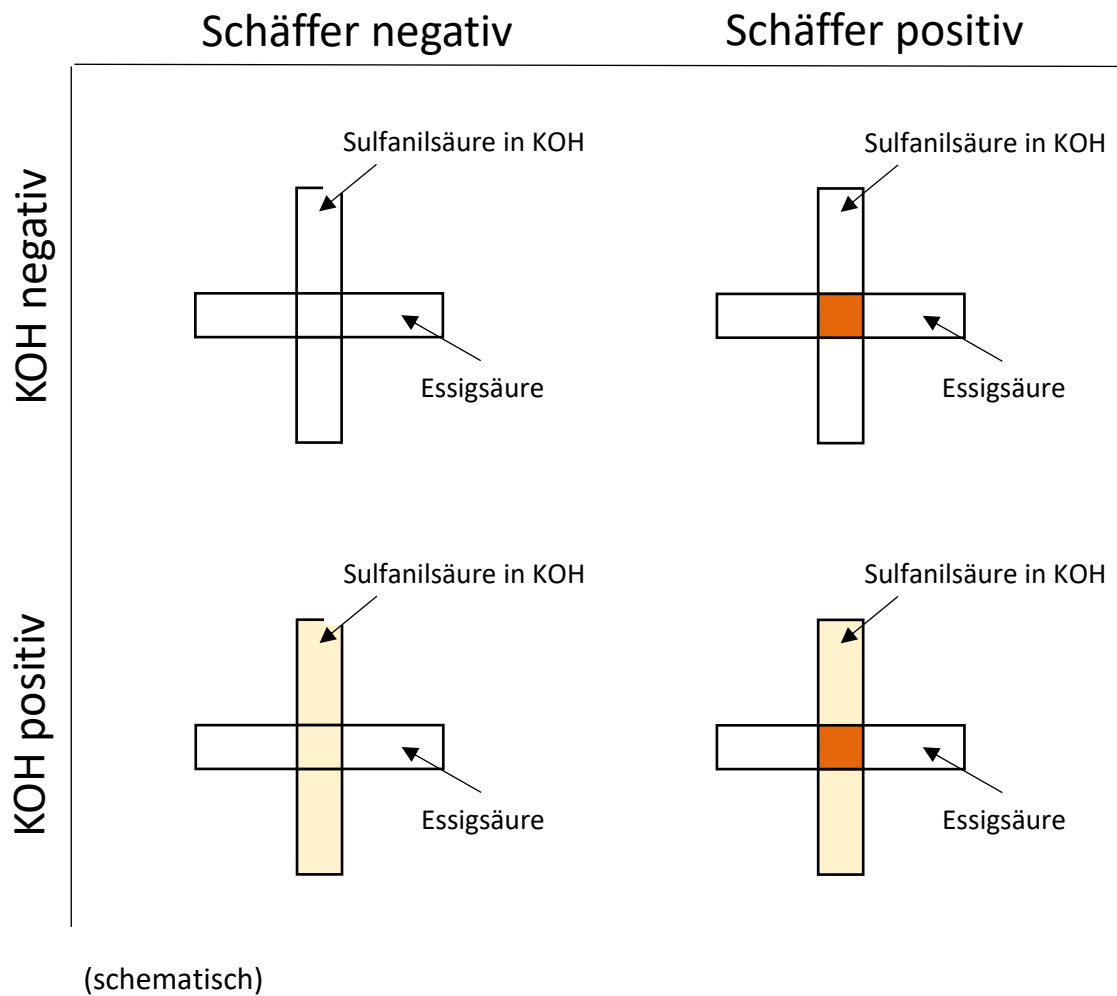 Schäffer negativ
Schäffer positiv
KOH negativ
Sulfanilsäure in KOH
Essigsäure
Sulfanilsäure in KOH
Essigsäure
KOH positiv
Sulfanilsäure in KOH
Essigsäure
Sulfanilsäure in KOH
Essigsäure
(schematisch)